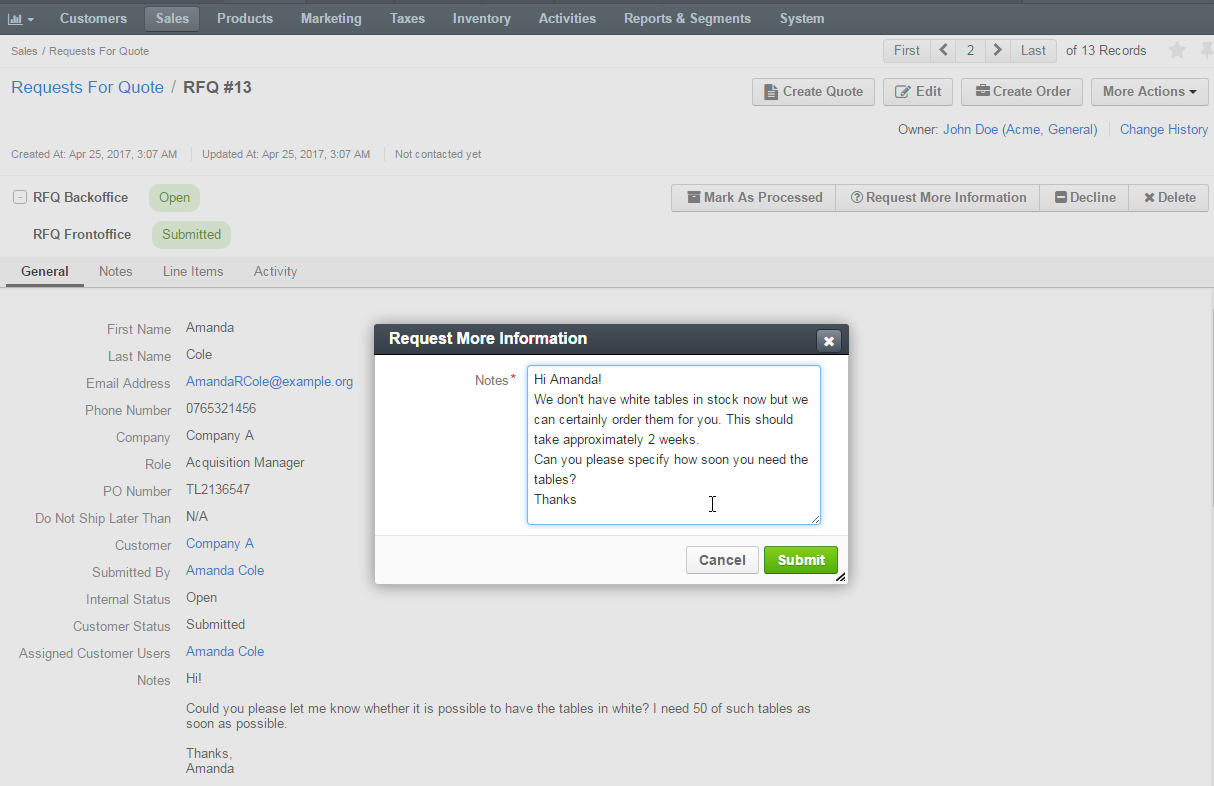 Customers Sales Products Marketing Taxes Inventory Activities Reports & Segments System
Sales / Requests For Quote
First 2 Last of 13 Records
Requests For Quote / RFQ #13
Create Quote Edit Create Order More Actions
Owner: John Doe (Acme, General) Change History
Created At: Apr 25, 2017, 3:07 AM Updated At: Apr 25, 2017, 3:07 AM Not contacted yet
RFQ Backoffice Open Mark As Processed Request More Information Decline Delete
RFQ Frontoffice Submitted
General Notes Line Items Activity
First Name Amanda
Last Name Cole
Email Address AmandaRCole@example.org
Phone Number 0765321456
Company Company A
Role Acquisition Manager
PO Number TL2136547
Do Not Ship Later Than N/A
Customer Company A
Submitted By Amanda Cole
Internal Status Open
Customer Status Submitted
Assigned Customer Users Amanda Cole
Notes Hi!
Could you please let me know whether it is possible to have the tables in white? I need 50 of such tables as
soon as possible.
Thanks,
Amanda
Request More Information
Notes* Hi Amanda!
We don't have white tables in stock now but we
can certainly order them for you. This should
take approximately 2 weeks.
Can you please specify how soon you need the
tables?
Thanks
Cancel Submit